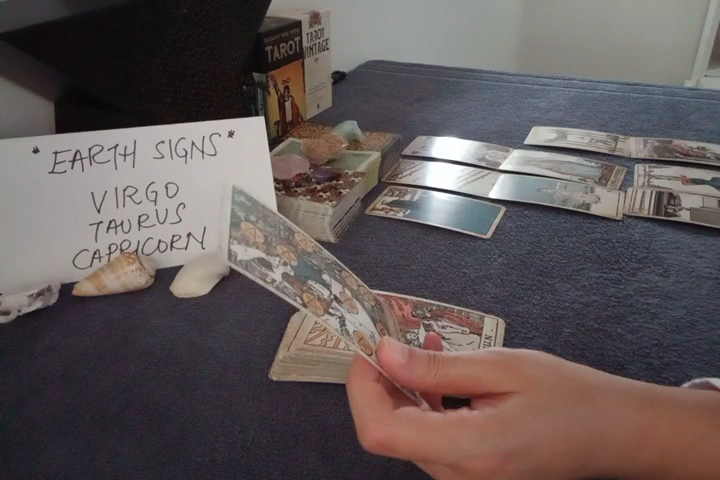 * EARTH SIGNS *
VIRGO
TAURUS
CAPRICORN
TAROT
TAROT
VINTAGE